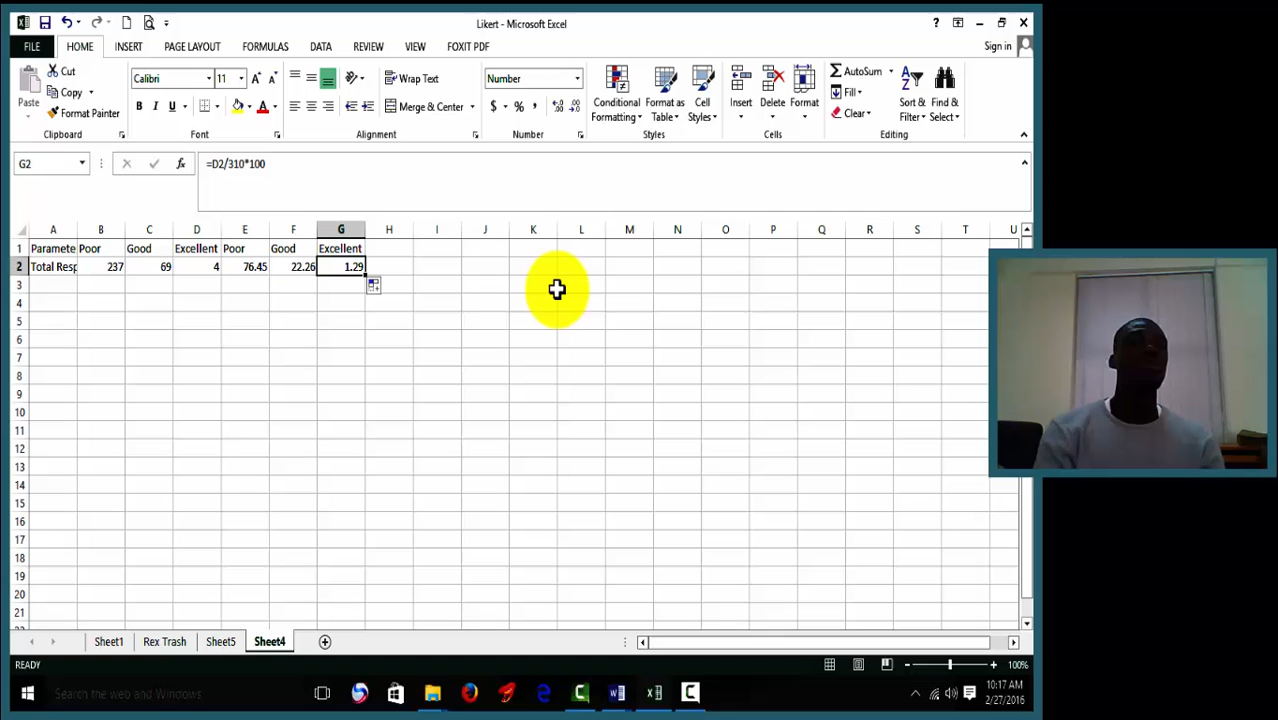 Likert - Microsoft Excel
?
FILE HOME INSERT PAGE LAYOUT FORMULAS DATA REVIEW VIEW FOXIT PDF Sign in
Paste Cut Copy Format Painter
Calibri 11 A A
B I U A
Wrap Text
Merge & Center
Number
$ % ,
Conditional Formatting Format as Table Cell Styles
Insert Delete Format
AutoSum Fill Clear
Sort & Filter Find & Select
Clipboard Font Alignment Number Styles Cells Editing
G2 fx =D2/310*100
A B C D E F G H I J K L M N O P Q R S T U
1 Paramete Poor Good Excellent Poor Good Excellent
2 Total Resp 237 69 4 76.45 22.26 1.29
3
4
5
6
7
8
9
10
11
12
13
14
15
16
17
18
19
20
21
Sheet1 Rex Trash Sheet5 Sheet4
READY 100%
Search the web and Windows
10:17 AM
2/27/2016